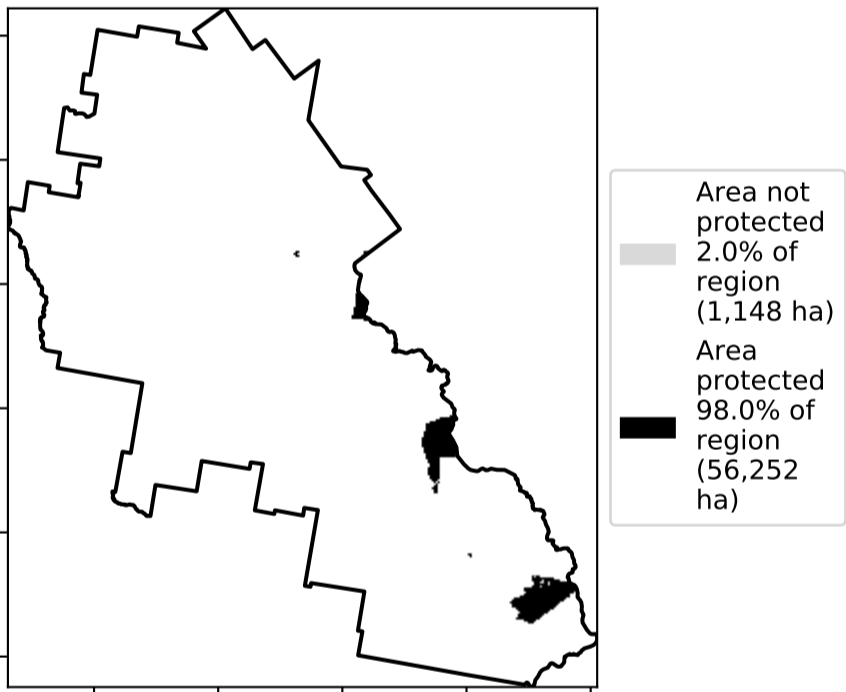 Area not
protected
2.0% of
region
(1,148 ha)
Area
protected
98.0% of
region
(56,252
ha)